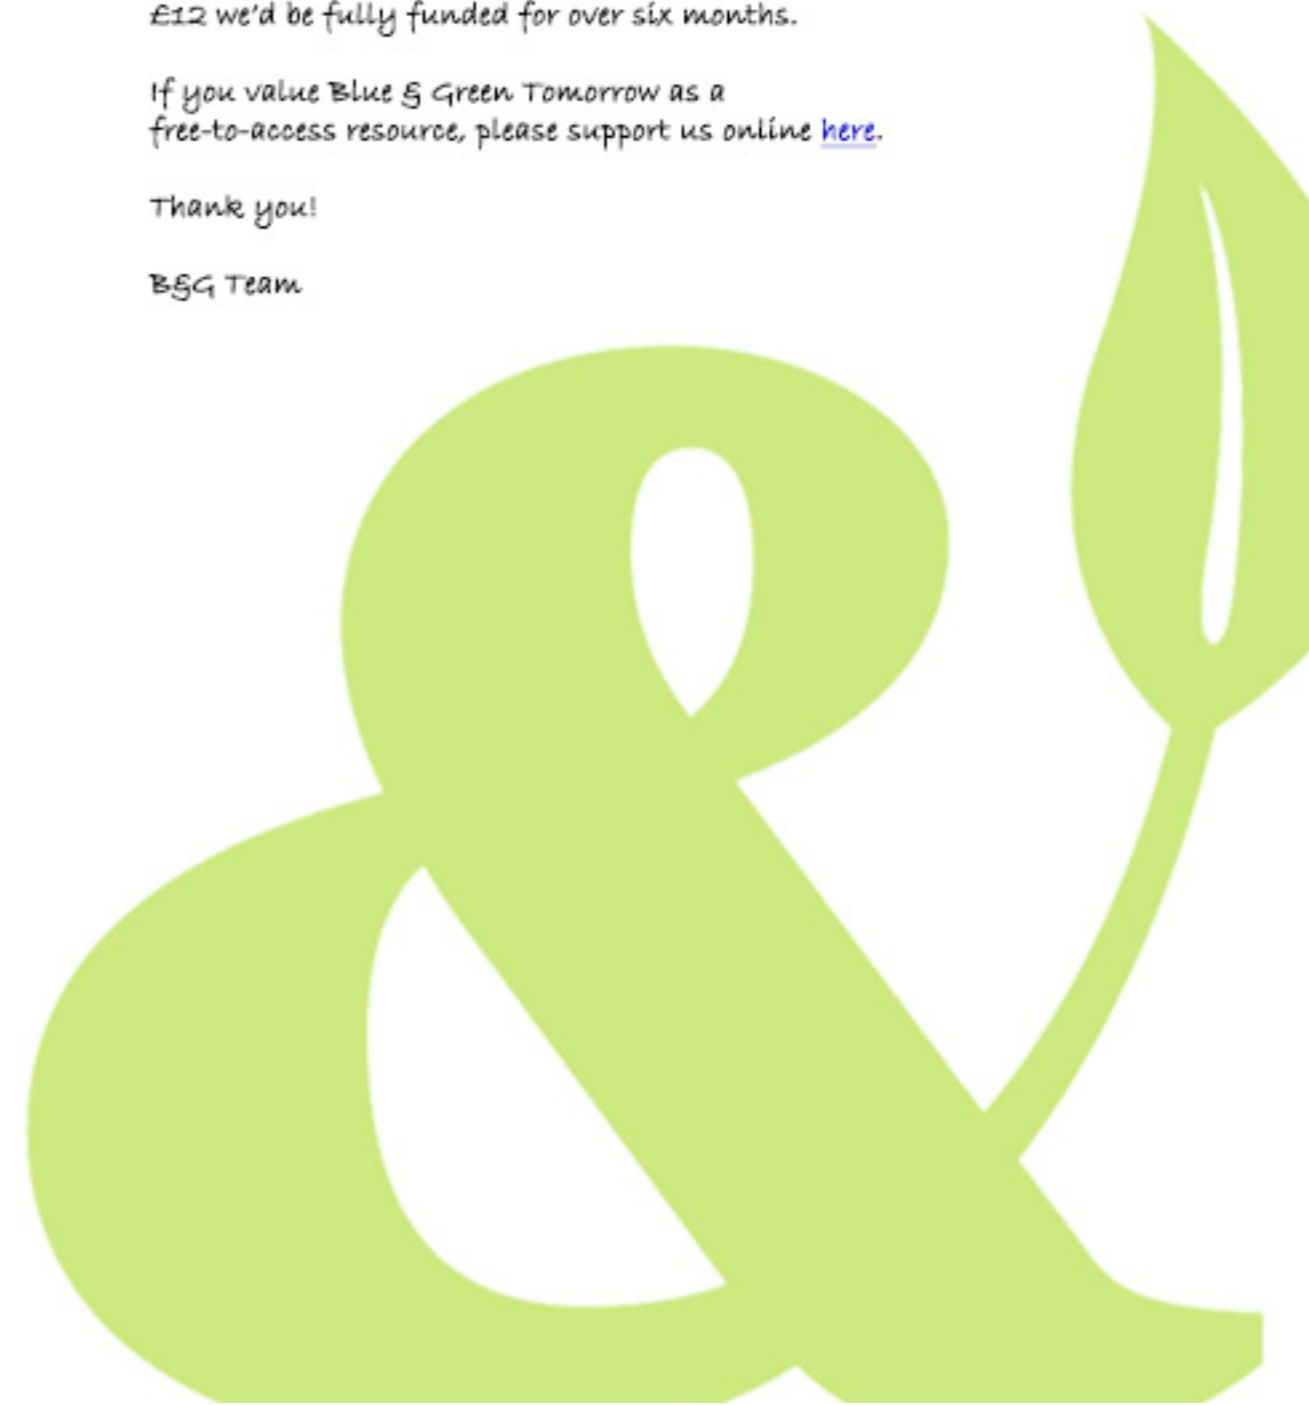 £12 we'd be fully funded for over six months.
If you value Blue & Green Tomorrow as a
free-to-access resource, please support us online here.
Thank you!
B&G Team
&